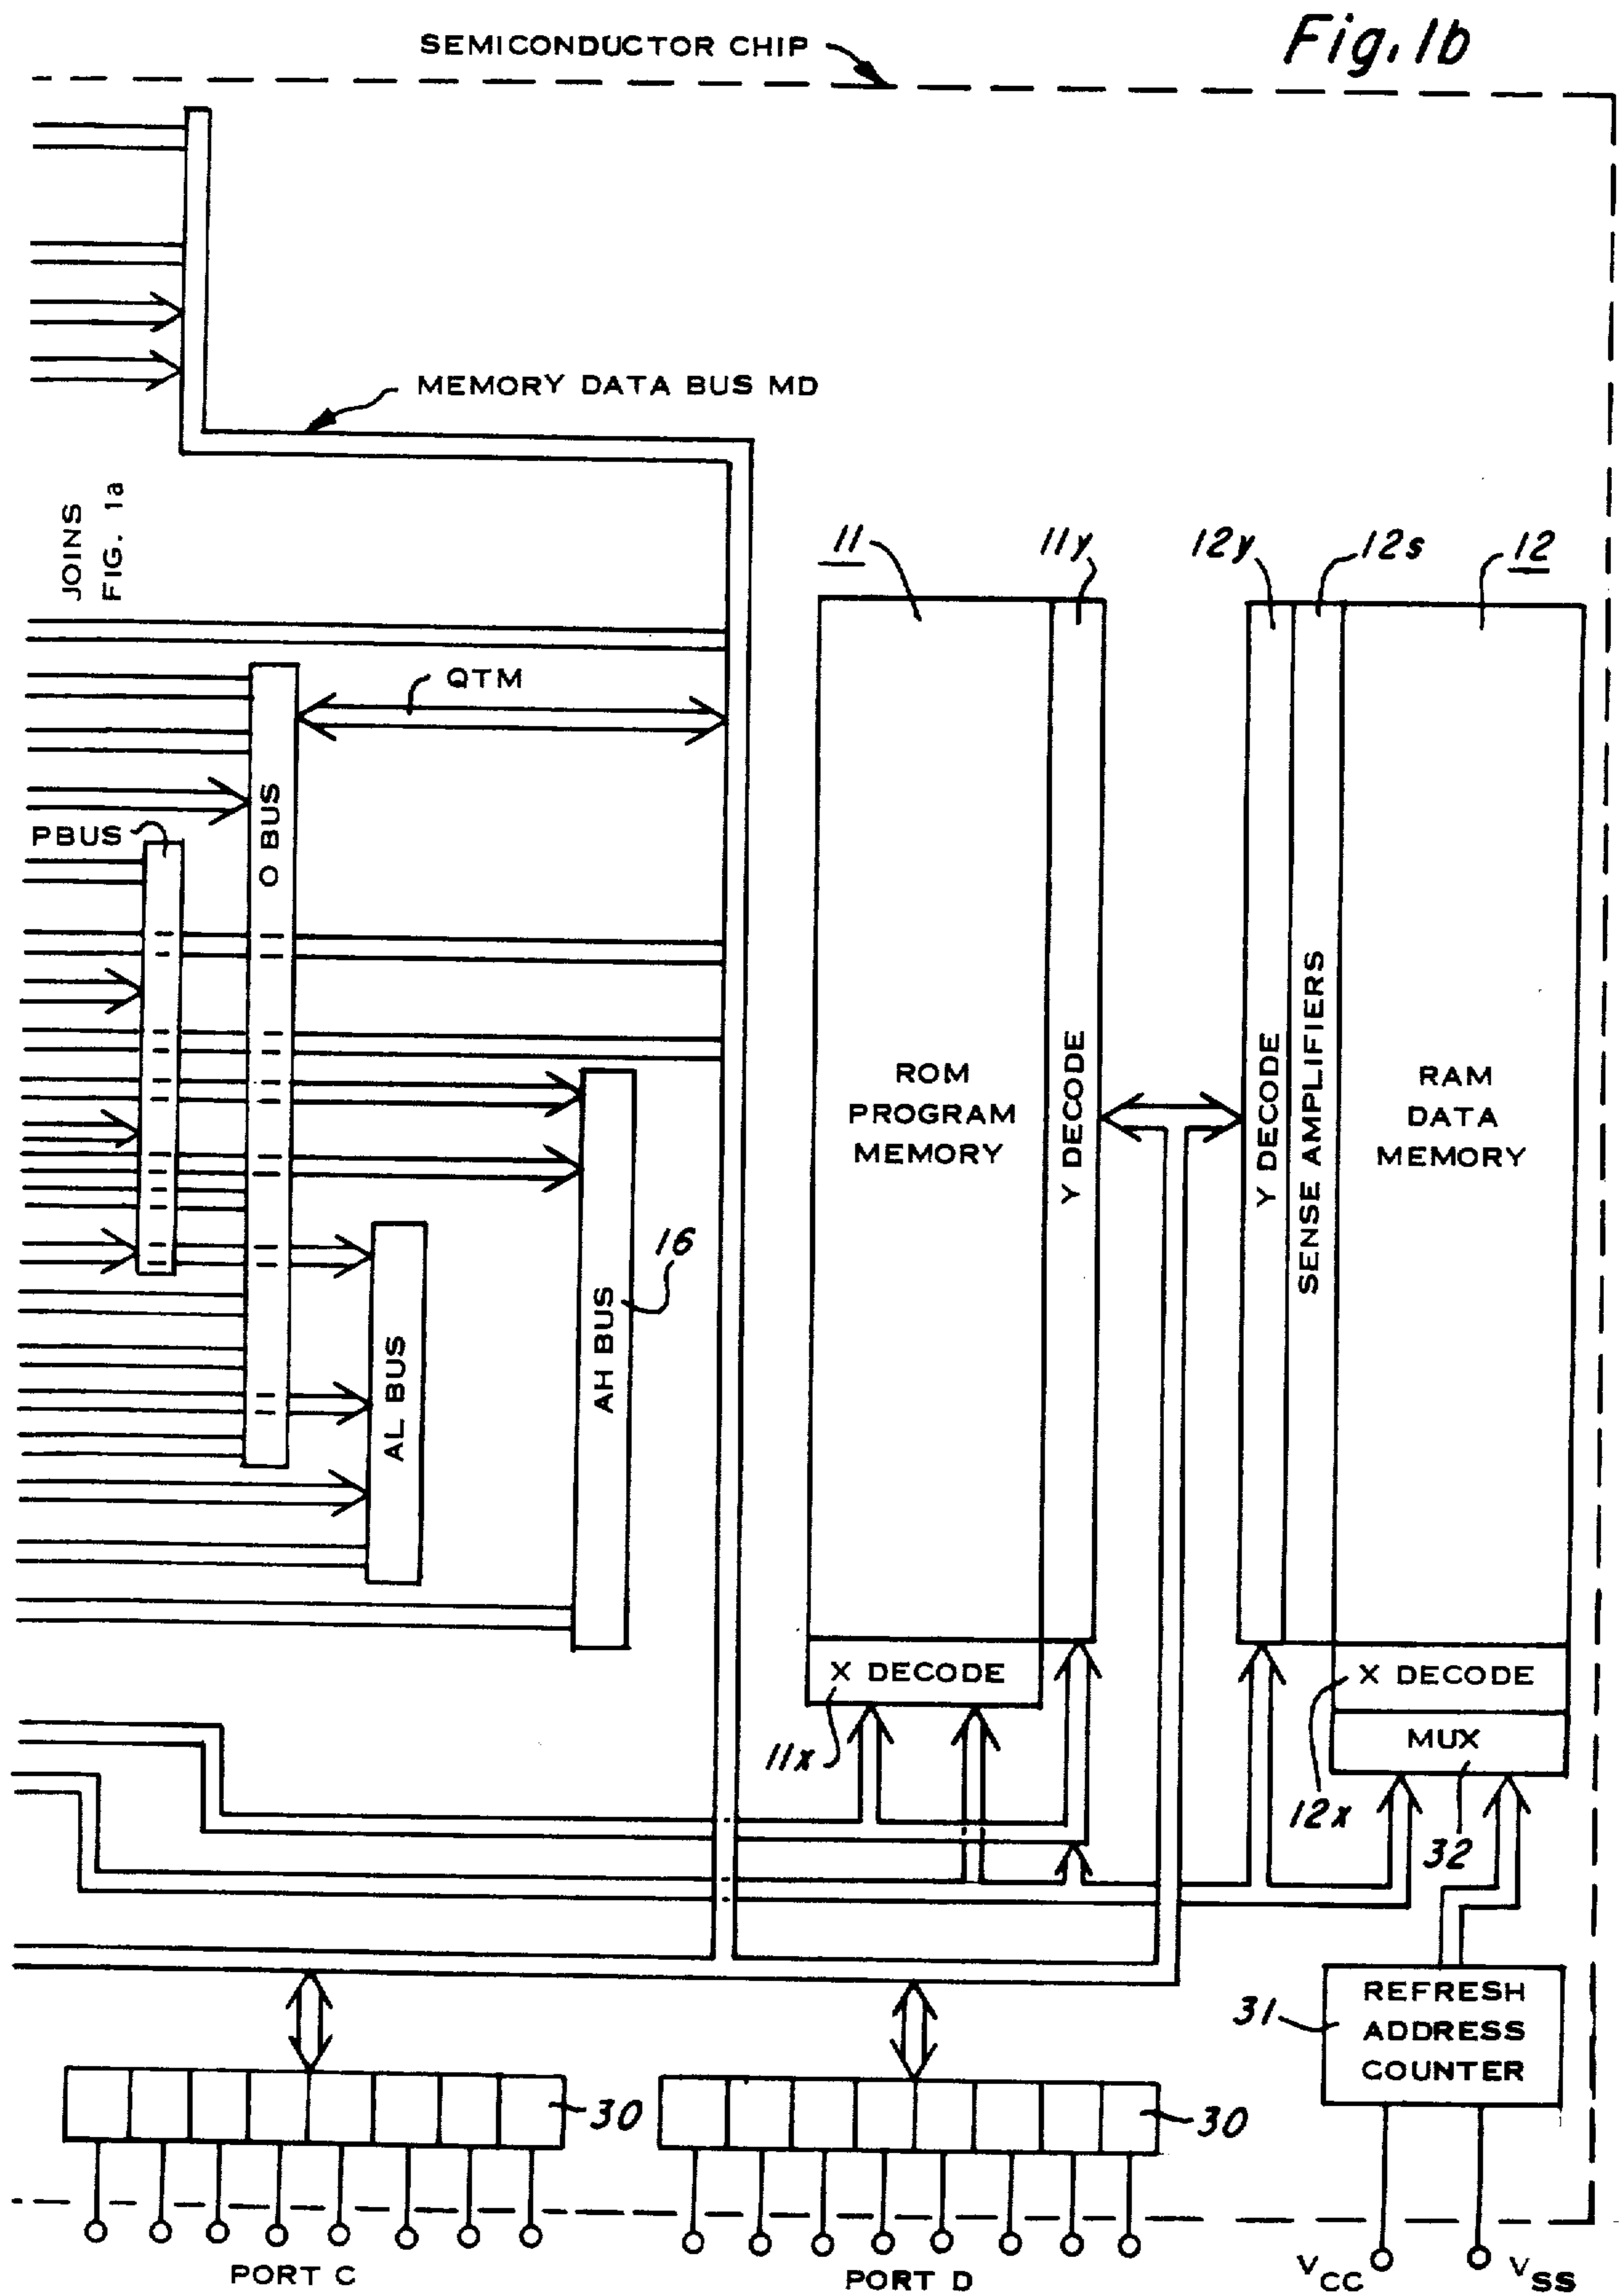 Fig. 1b
SEMICONDUCTOR CHIP
MEMORY DATA BUS MD
JOINS
FIG. 1a
11
11y
12y
12s
12
QTM
O BUS
PBUS
ROM
PROGRAM
MEMORY
Y DECODE
Y DECODE
SENSE AMPLIFIERS
RAM
DATA
MEMORY
16
AH BUS
AL BUS
X DECODE
X DECODE
MUX
11x
12x
32
31
REFRESH
ADDRESS
COUNTER
30
30
PORT C
PORT D
VCC
VSS